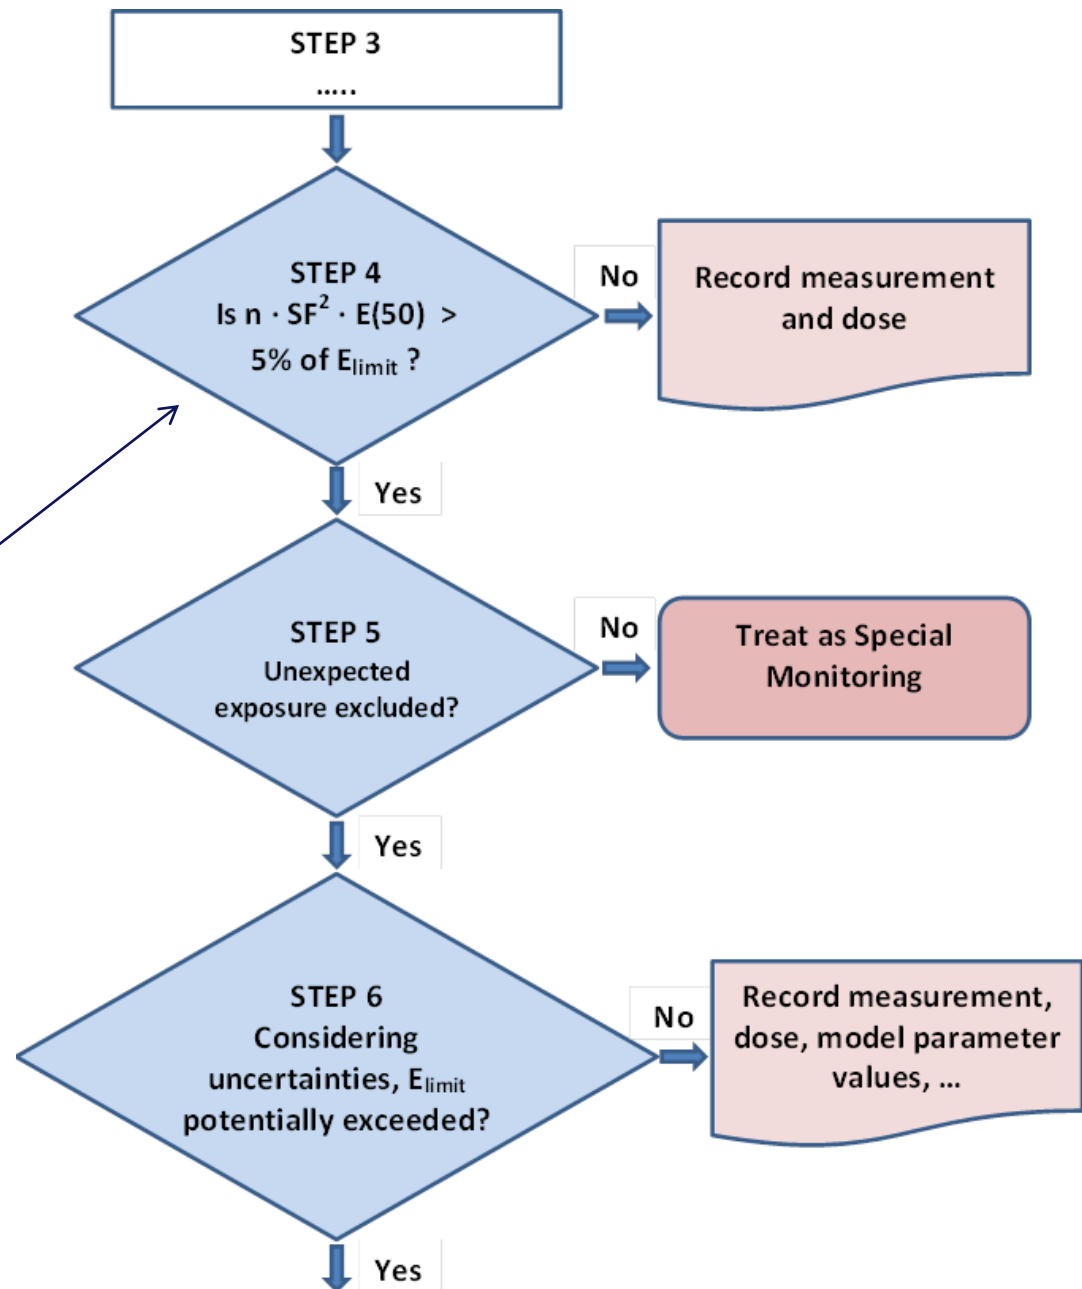 STEP 3
.....
STEP 4
Is n · SF² · E(50) >
5% of Elimit ?
No
Record measurement
and dose
Yes
STEP 5
Unexpected
exposure excluded?
No
Treat as Special
Monitoring
Yes
STEP 6
Considering
uncertainties, Elimit
potentially exceeded?
No
Record measurement,
dose, model parameter
values, ...
Yes